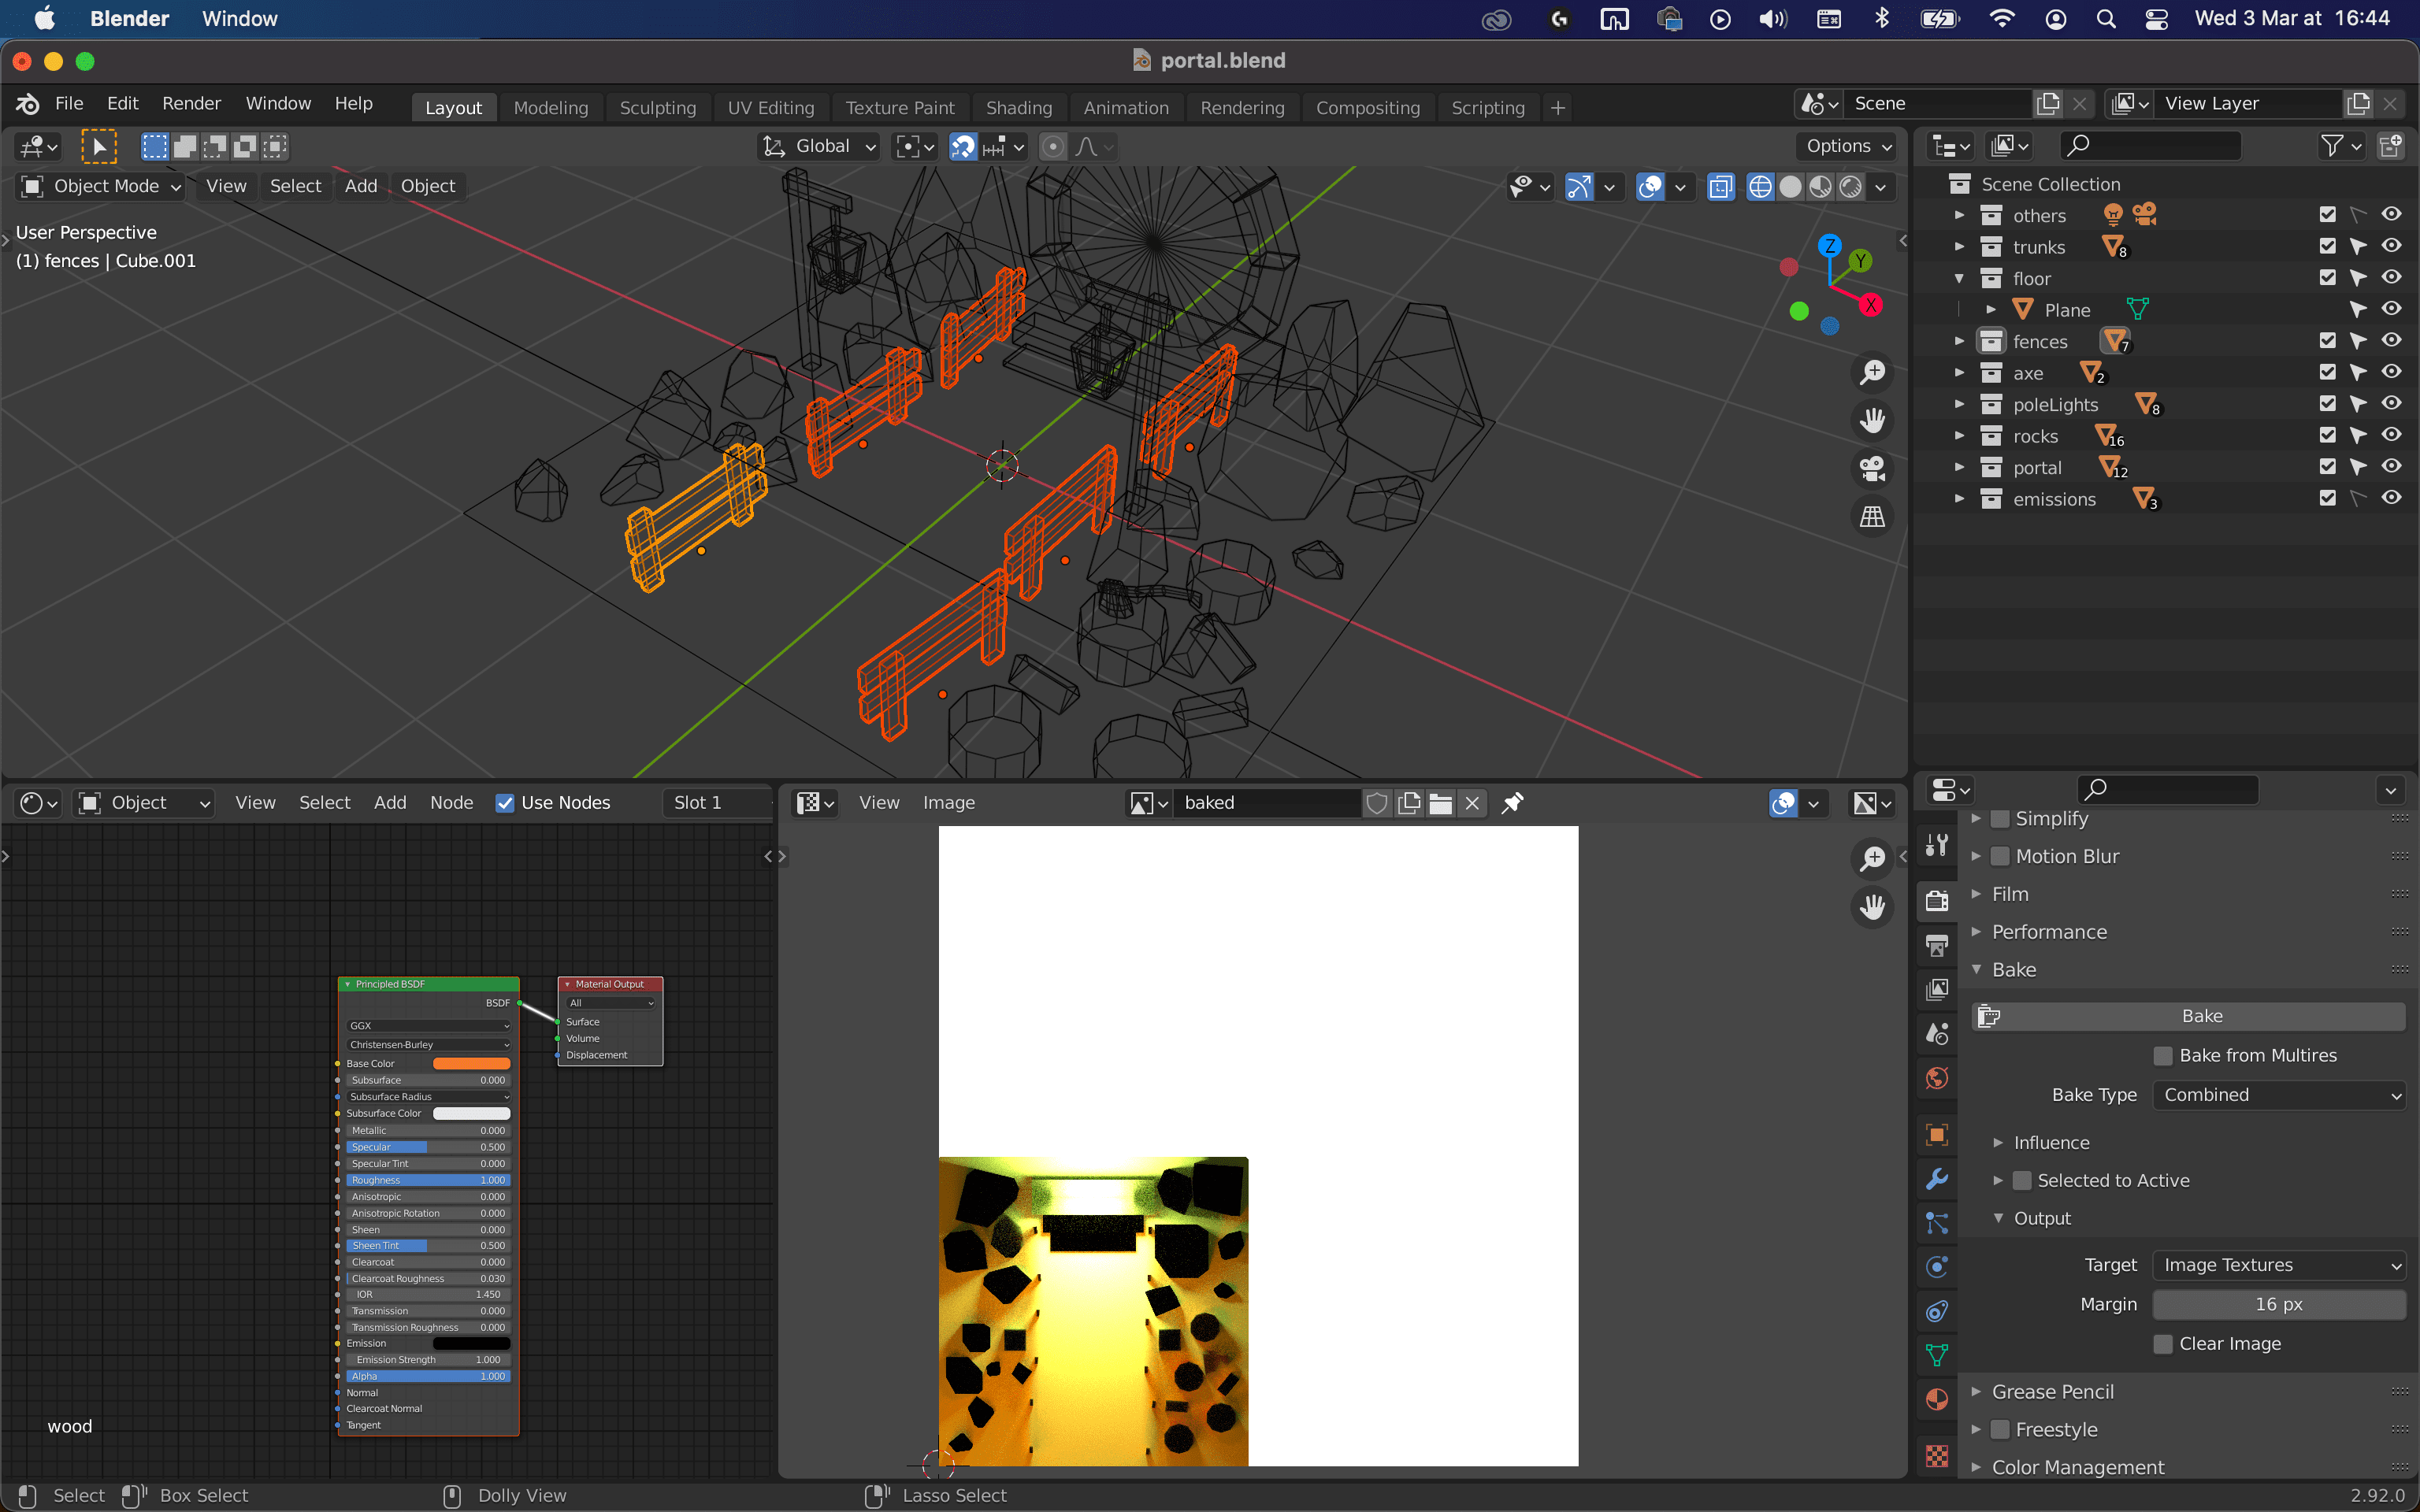 Blender Window Wed 3 Mar at 16:44
portal.blend
File Edit Render Window Help Layout Modeling Sculpting UV Editing Texture Paint Shading Animation Rendering Compositing Scripting + Scene View Layer
Global Options
Object Mode View Select Add Object
User Perspective
(1) fences | Cube.001
Z Y X
Scene Collection
others
trunks 8
floor
Plane
fences 7
axe 2
poleLights 8
rocks 16
portal 12
emissions 3
Object View Select Add Node Use Nodes Slot 1
View Image baked
Principled BSDF
BSDF
GGX
Christensen-Burley
Base Color
Subsurface 0.000
Subsurface Radius
Subsurface Color
Metallic 0.000
Specular 0.500
Specular Tint 0.000
Roughness 1.000
Anisotropic 0.000
Anisotropic Rotation 0.000
Sheen 0.000
Sheen Tint 0.500
Clearcoat 0.000
Clearcoat Roughness 0.030
IOR 1.450
Transmission 0.000
Transmission Roughness 0.000
Emission
Emission Strength 1.000
Alpha 1.000
Normal
Clearcoat Normal
Tangent
Material Output
All
Surface
Volume
Displacement
wood
Simplify
Motion Blur
Film
Performance
Bake
Bake
Bake from Multires
Bake Type Combined
Influence
Selected to Active
Output
Target Image Textures
Margin 16 px
Clear Image
Grease Pencil
Freestyle
Color Management
Select Box Select Dolly View Lasso Select 2.92.0